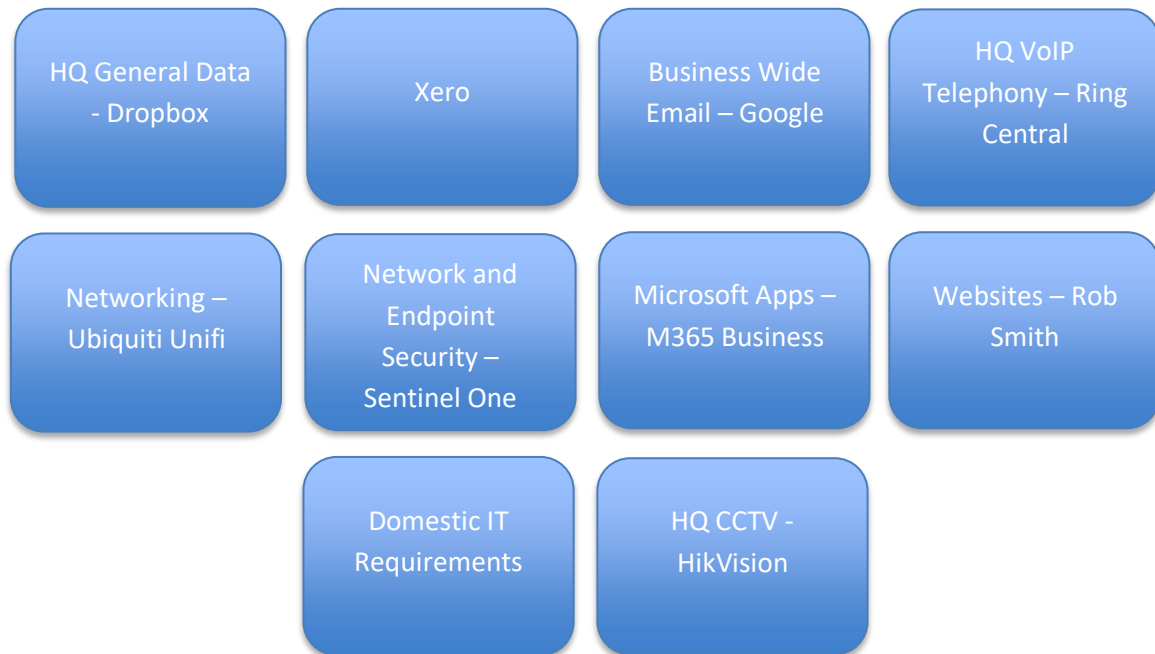 HQ General Data
- Dropbox
Xero
Business Wide
Email – Google
HQ VoIP
Telephony – Ring
Central
Networking –
Ubiquiti Unifi
Network and
Endpoint
Security –
Sentinel One
Microsoft Apps –
M365 Business
Websites – Rob
Smith
Domestic IT
Requirements
HQ CCTV -
HikVision